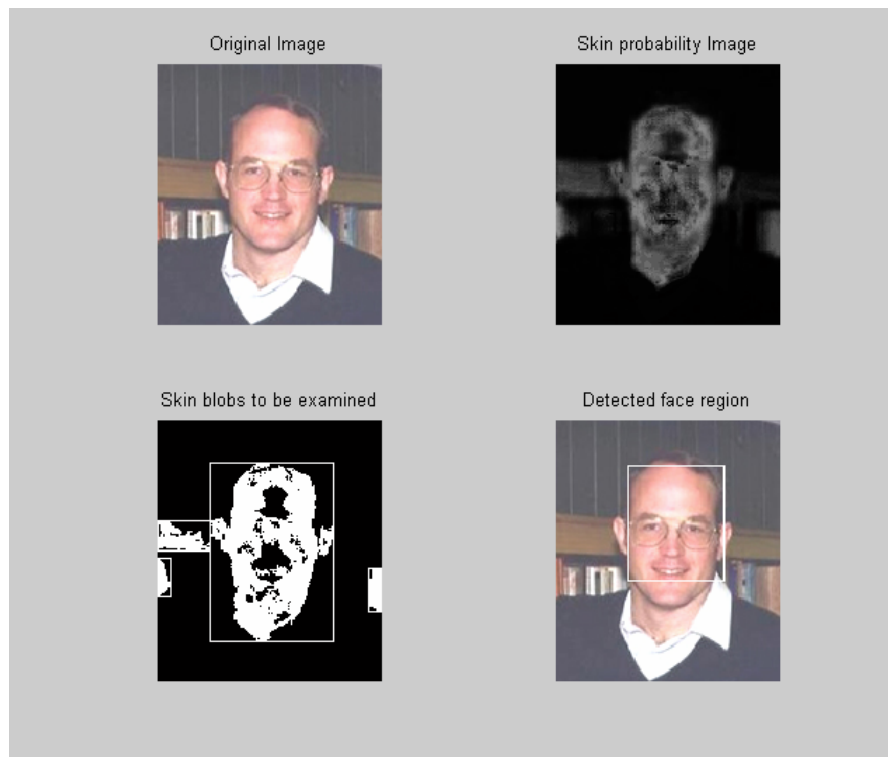 Original Image
Skin probability Image
Skin blobs to be examined
Detected face region